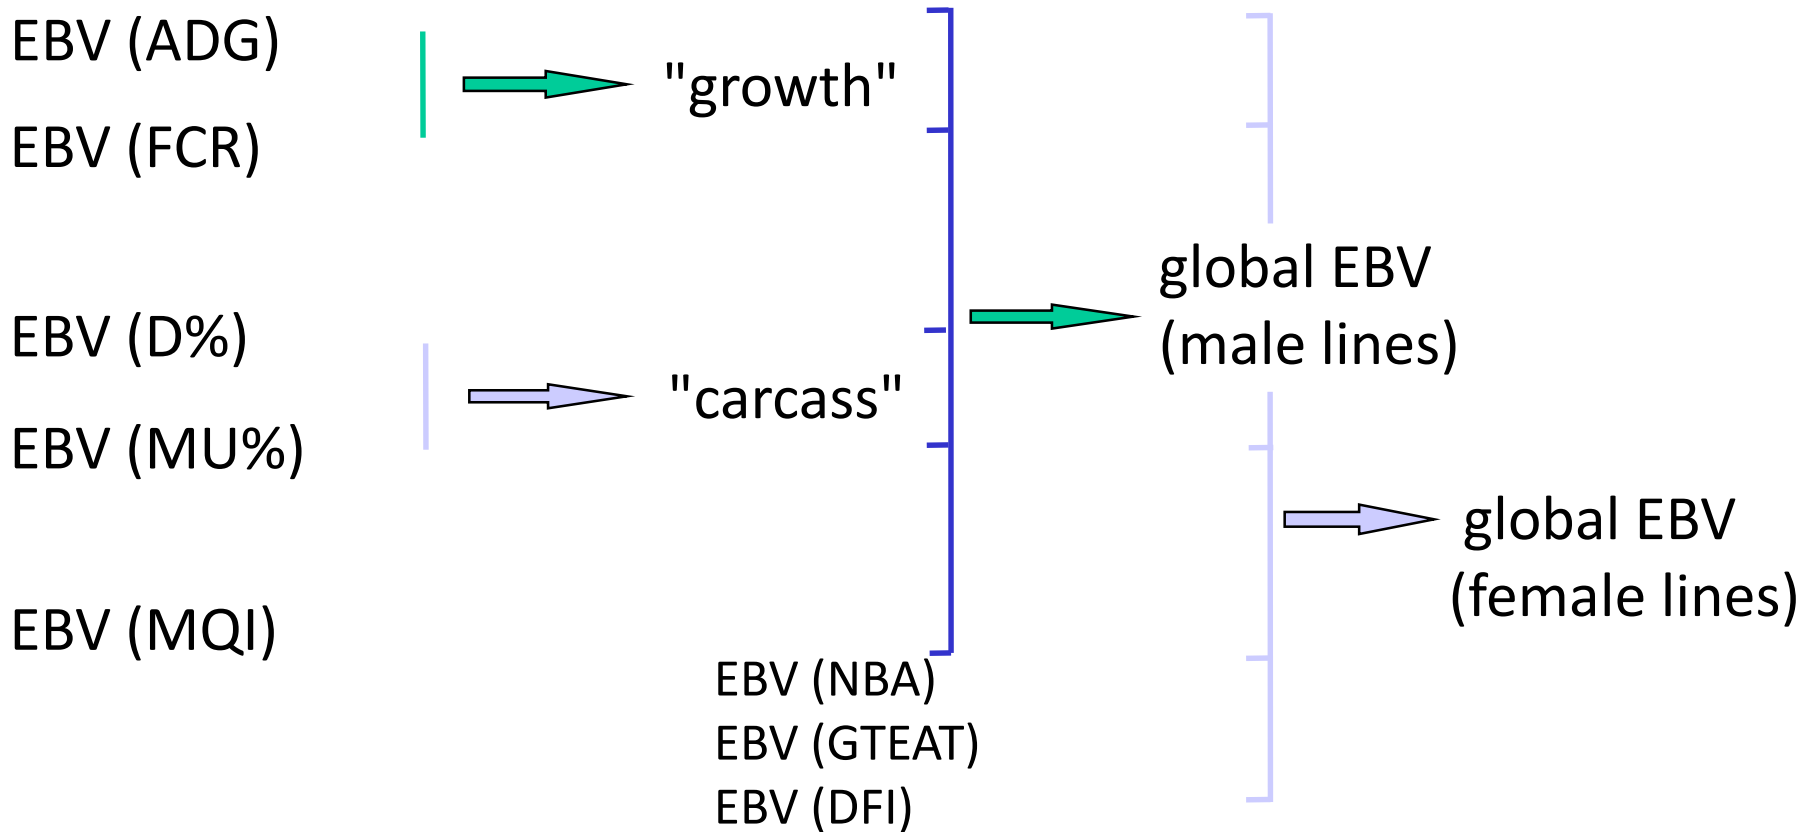 EBV (ADG)
EBV (FCR)
"growth"
EBV (D%)
EBV (MU%)
"carcass"
EBV (MQI)
EBV (NBA)
EBV (GTEAT)
EBV (DFI)
global EBV
(male lines)
global EBV
(female lines)